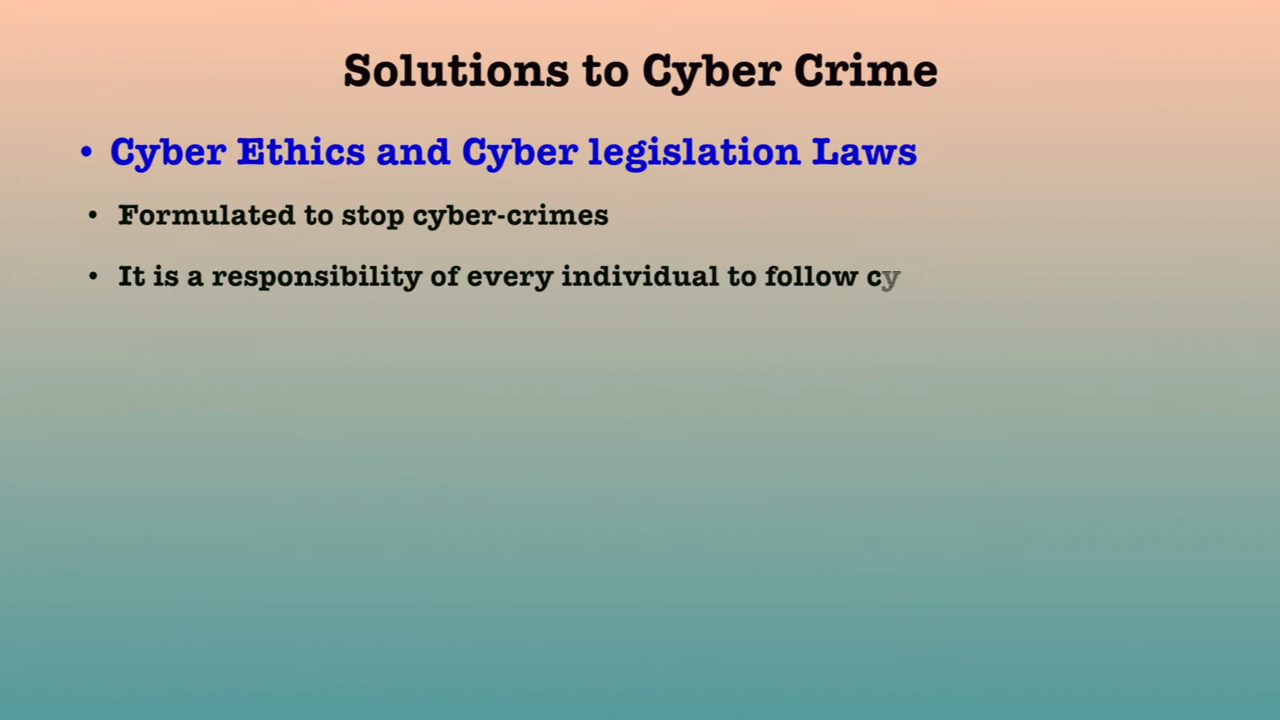 Solutions to Cyber Crime
• Cyber Ethics and Cyber legislation Laws
• Formulated to stop cyber-crimes
• It is a responsibility of every individual to follow cy